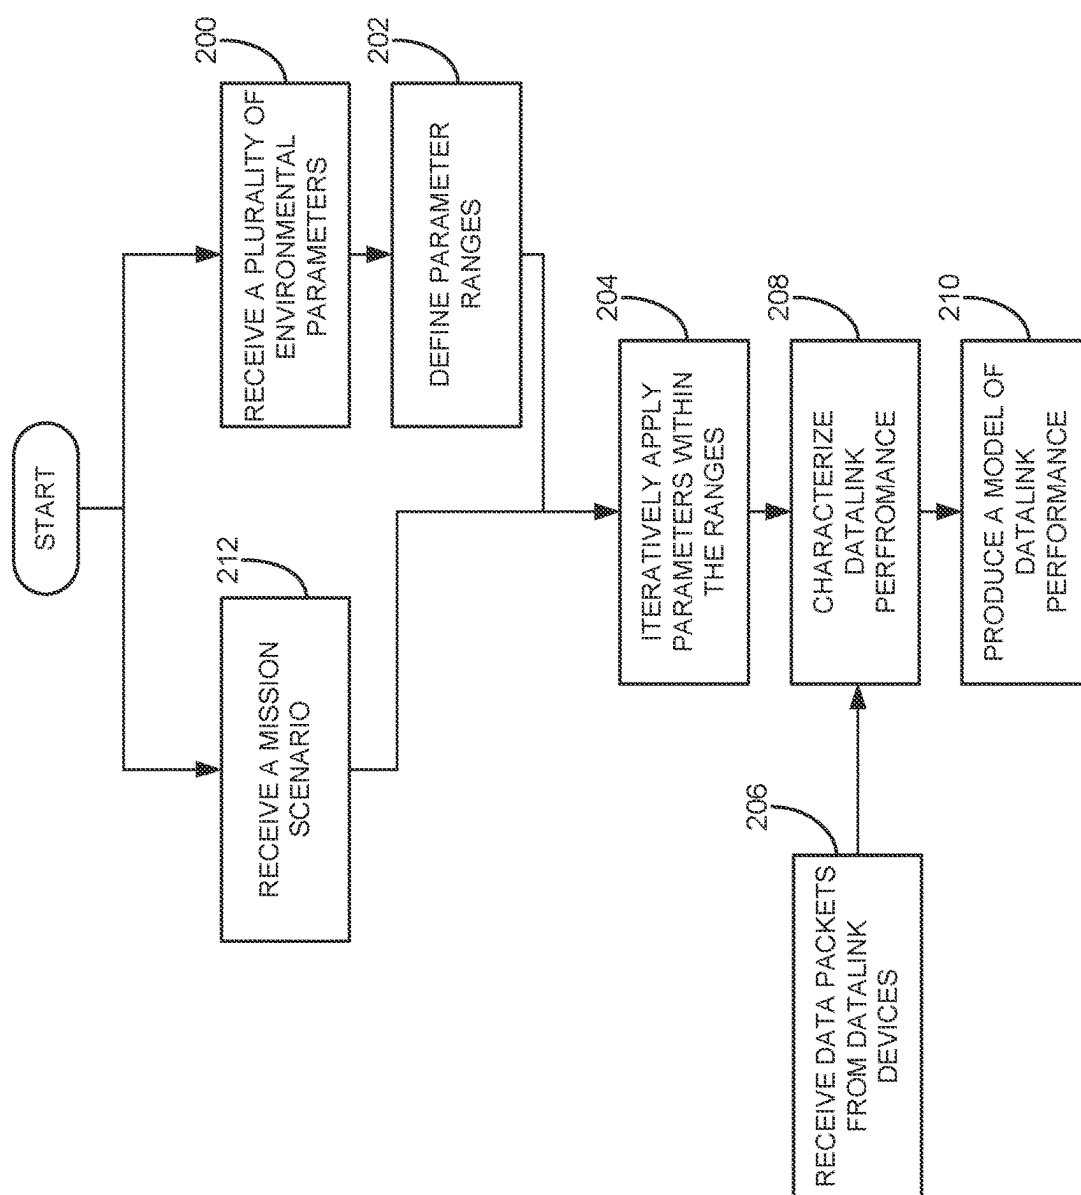 START
212
RECEIVE A MISSION
SCENARIO
200
RECEIVE A PLURALITY OF
ENVIRONMENTAL
PARAMETERS
202
DEFINE PARAMETER
RANGES
204
ITERATIVELY APPLY
PARAMETERS WITHIN
THE RANGES
206
RECEIVE DATA PACKETS
FROM DATALINK
DEVICES
208
CHARACTERIZE
DATALINK
PERFROMANCE
210
PRODUCE A MODEL OF
DATALINK
PERFORMANCE